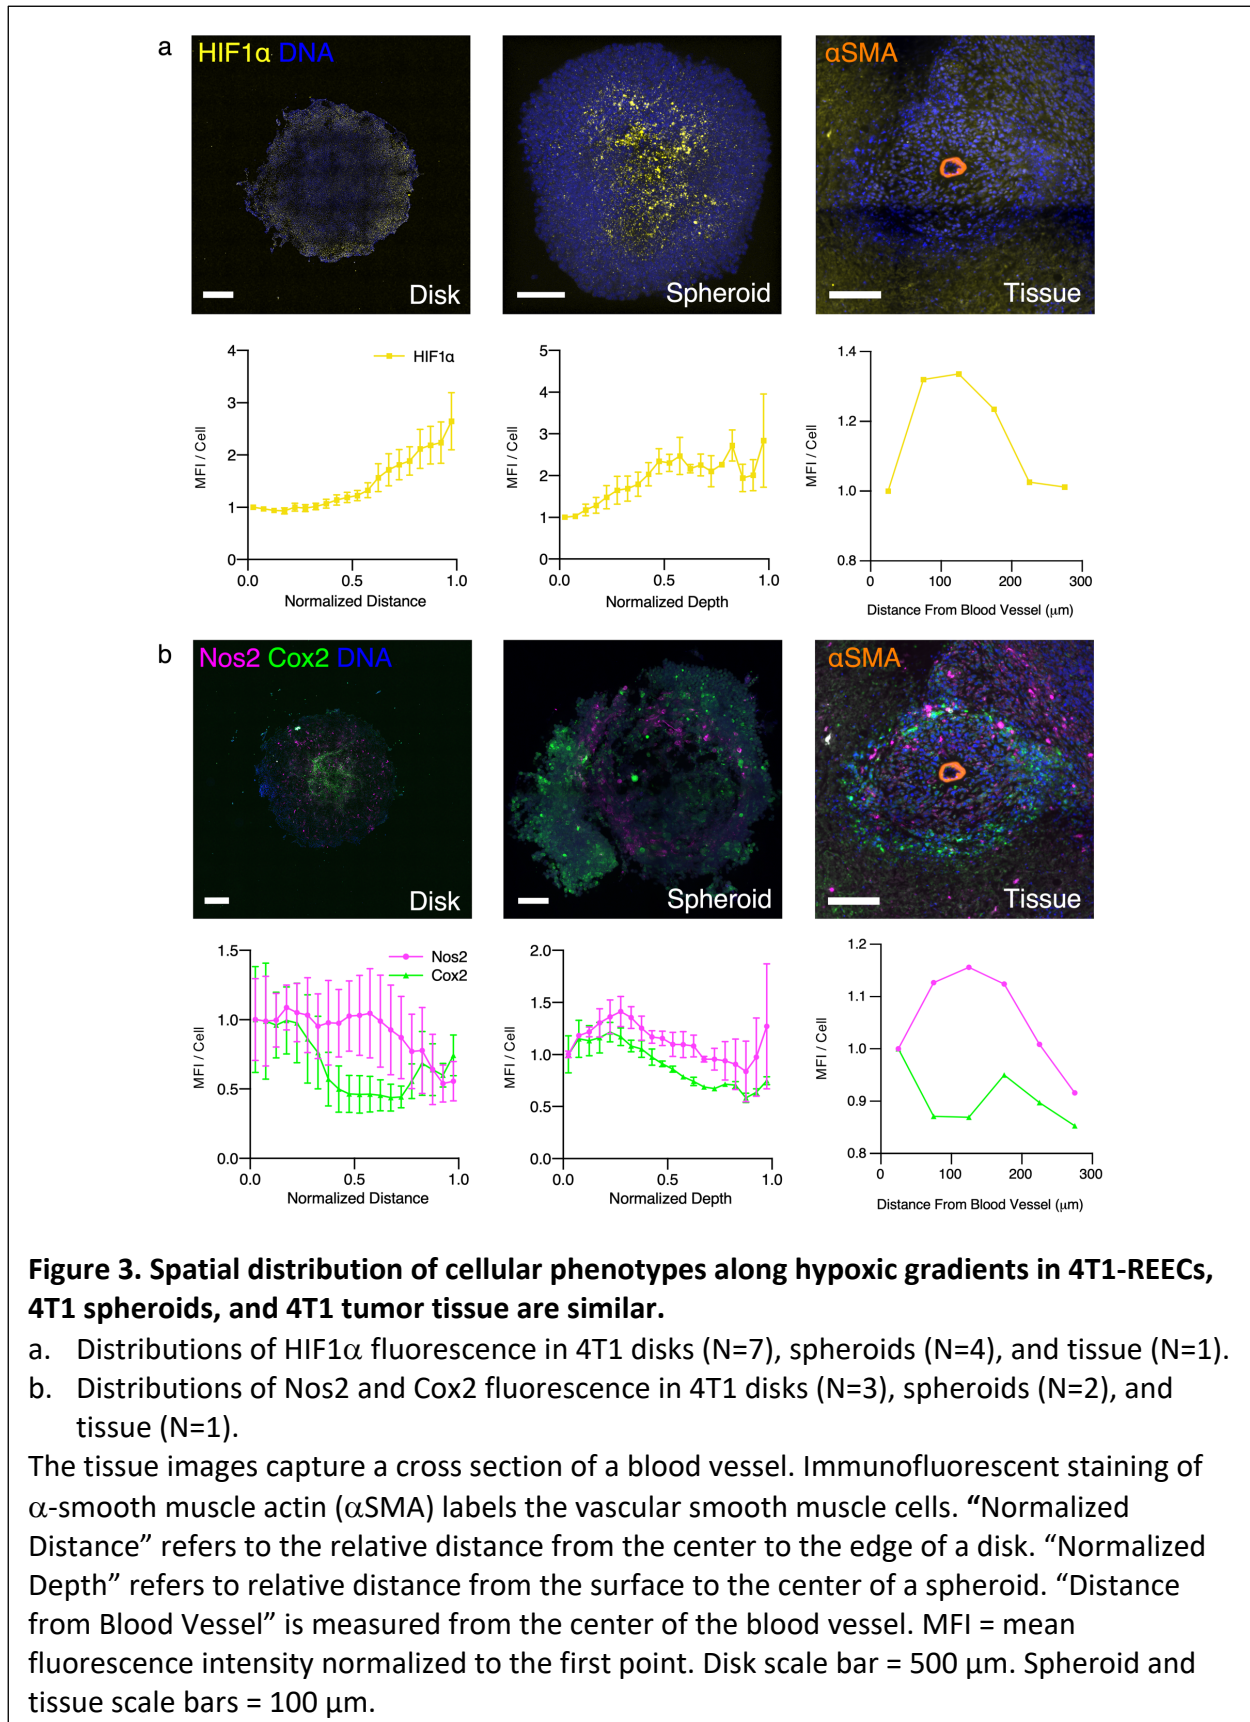 a
HIF1α DNA
αSMA
Disk
Spheroid
Tissue
4
3
2
1
0
MFI / Cell
HIF1α
0.0
0.5
1.0
Normalized Distance
5
4
3
2
1
0
MFI / Cell
0.0
0.5
1.0
Normalized Depth
1.4
1.2
1.0
0.8
MFI / Cell
0
100
200
300
Distance From Blood Vessel (μm)
b
Nos2 Cox2 DNA
αSMA
Disk
Spheroid
Tissue
1.5
1.0
0.5
0.0
MFI / Cell
Nos2
Cox2
0.0
0.5
1.0
Normalized Distance
2.0
1.5
1.0
0.5
0.0
MFI / Cell
0.0
0.5
1.0
Normalized Depth
1.2
1.1
1.0
0.9
0.8
MFI / Cell
0
100
200
300
Distance From Blood Vessel (μm)
Figure 3. Spatial distribution of cellular phenotypes along hypoxic gradients in 4T1-REECs,
4T1 spheroids, and 4T1 tumor tissue are similar.
a. Distributions of HIF1α fluorescence in 4T1 disks (N=7), spheroids (N=4), and tissue (N=1).
b. Distributions of Nos2 and Cox2 fluorescence in 4T1 disks (N=3), spheroids (N=2), and
tissue (N=1).
The tissue images capture a cross section of a blood vessel. Immunofluorescent staining of
α-smooth muscle actin (αSMA) labels the vascular smooth muscle cells. “Normalized
Distance” refers to the relative distance from the center to the edge of a disk. “Normalized
Depth” refers to relative distance from the surface to the center of a spheroid. “Distance
from Blood Vessel” is measured from the center of the blood vessel. MFI = mean
fluorescence intensity normalized to the first point. Disk scale bar = 500 μm. Spheroid and
tissue scale bars = 100 μm.